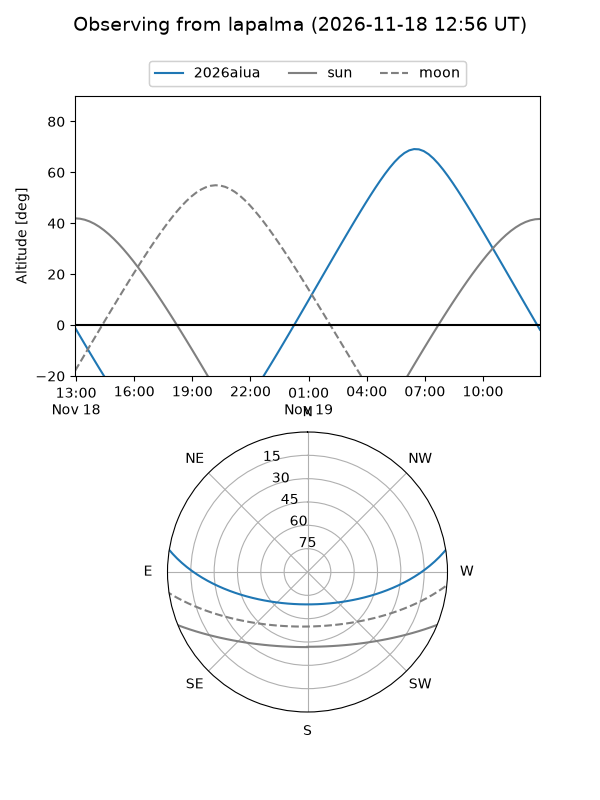 Observing from lapalma (2026-11-18 12:56 UT)
2026aiua sun moon
Altitude [deg]
80
60
40
20
0
−20
13:00 16:00 19:00 22:00 01:00 04:00 07:00 10:00
Nov 18 Nov 19
N
NE NW
15
30
45
60
75
E W
SE SW
S